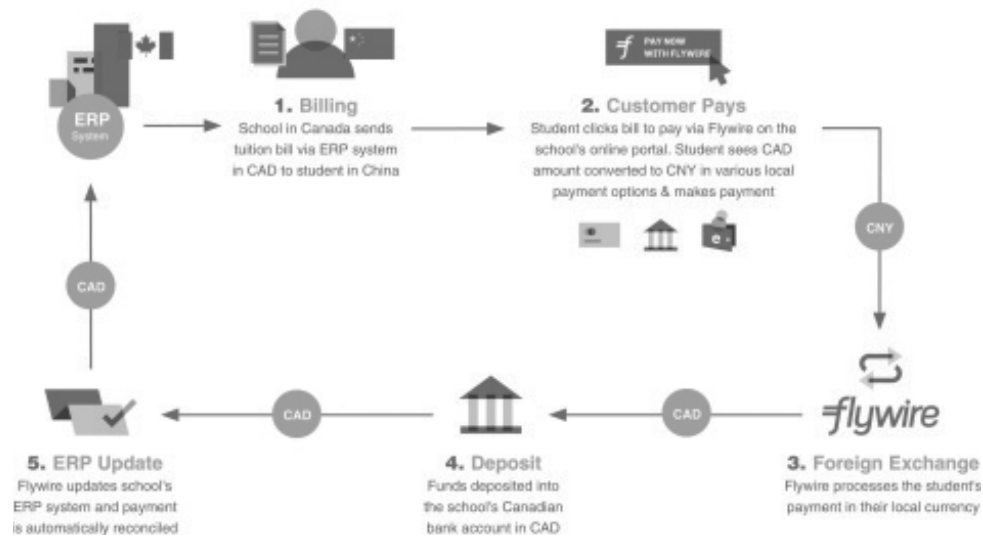 ERP
System
1. Billing
School in Canada sends
tuition bill via ERP system
in CAD to student in China
PAY NOW
WITH FLYWIRE
2. Customer Pays
Student clicks bill to pay via Flywire on the
school's online portal. Student sees CAD
amount converted to CNY in various local
payment options & makes payment
e
CNY
flywire
3. Foreign Exchange
Flywire processes the student's
payment in their local currency
CAD
4. Deposit
Funds deposited into
the school's Canadian
bank account in CAD
CAD
5. ERP Update
Flywire updates school's
ERP system and payment
is automatically reconciled
CAD